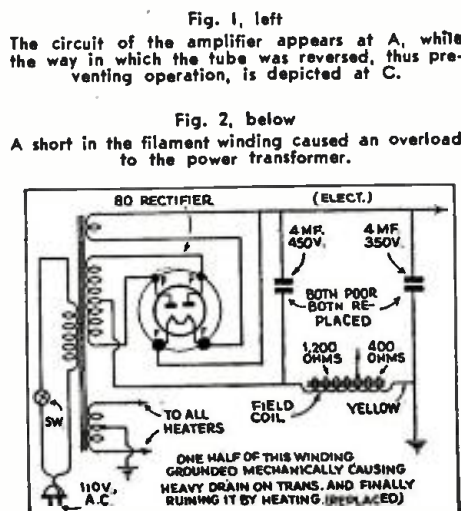 Fig. 1, left
The circuit of the amplifier appears at A, while
the way in which the tube was reversed, thus pre-
venting operation, is depicted at C.
Fig. 2, below
A short in the filament winding caused an overload
to the power transformer.
80 RECTIFIER
(ELECT.)
4 MF.
450V.
4 MF.
350V.
BOTH POOR
BOTH RE-
PLACED
1,200
OHMS
400
OHMS
FIELD
COIL
YELLOW
SW
TO ALL
HEATERS
110V,
A.C.
ONE HALF OF THIS WINDING
GROUNDED MECHANICALLY CAUSING
HEAVY DRAIN ON TRANS. AND FINALLY
RUINING IT BY HEATING. (REPLACED)